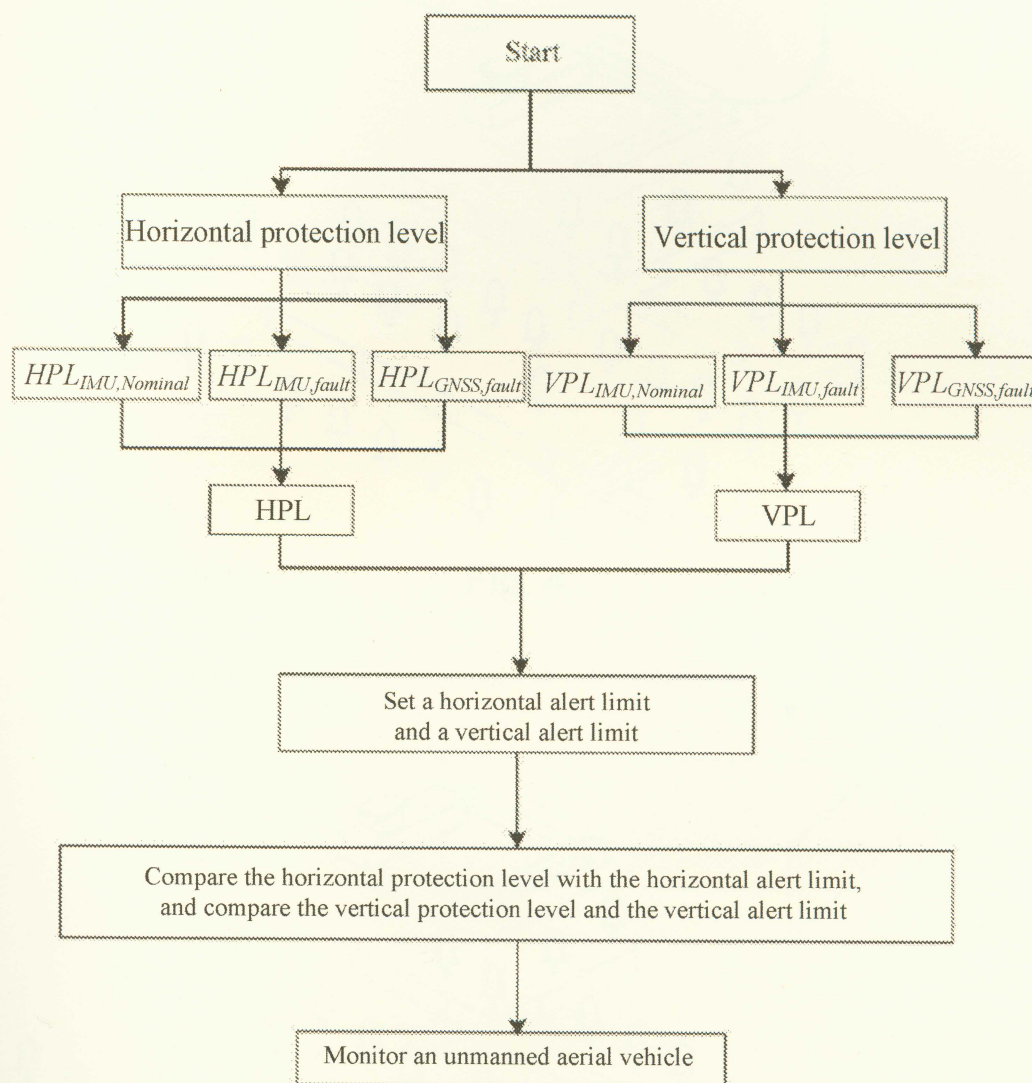 Start
Horizontal protection level
Vertical protection level
HPL_IMU,Nominal
HPL_IMU,fault
HPL_GNSS,fault
VPL_IMU,Nominal
VPL_IMU,fault
VPL_GNSS,fault
HPL
VPL
Set a horizontal alert limit
and a vertical alert limit
Compare the horizontal protection level with the horizontal alert limit,
and compare the vertical protection level and the vertical alert limit
Monitor an unmanned aerial vehicle